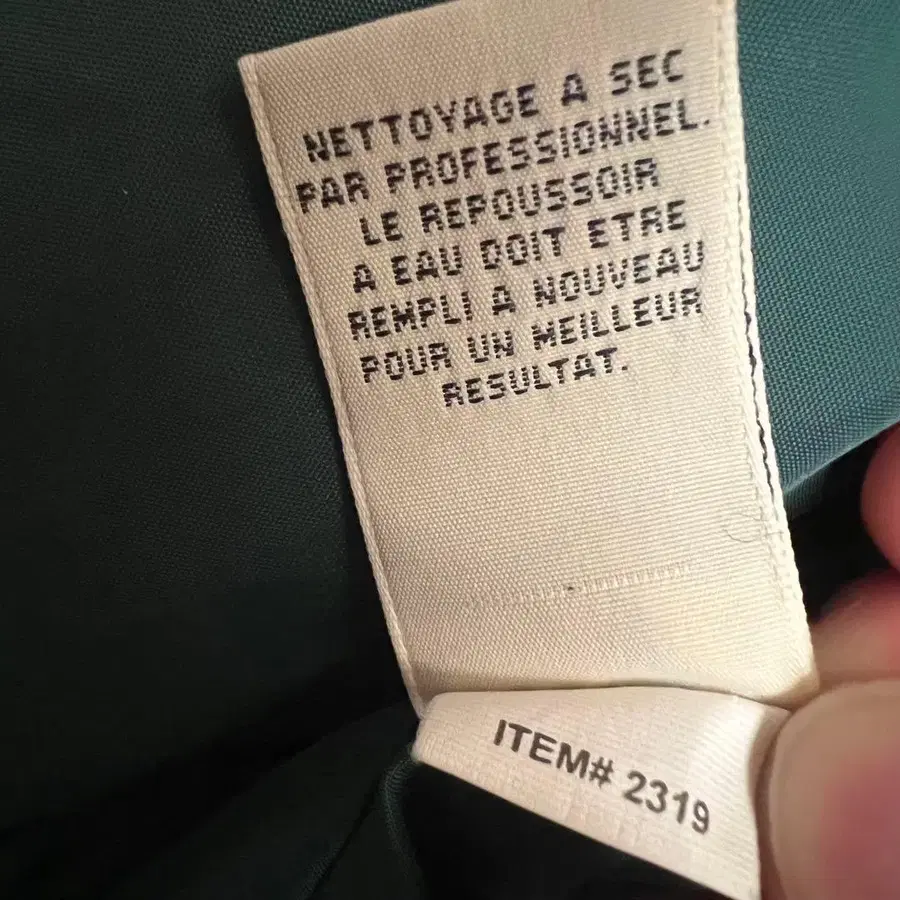 NETTOYAGE A SEC
PAR PROFESSIONNEL.
LE REPOUSSOIR
A EAU DOIT ETRE
REMPLI A NOUVEAU
POUR UN MEILLEUR
RESULTAT.
ITEM# 2319